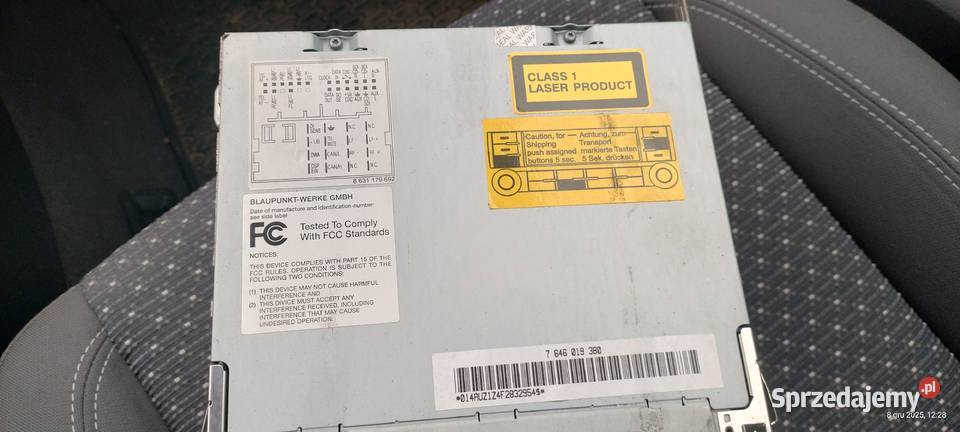 CLASS 1
LASER PRODUCT
Caution, for — Achtung, zum
Shipping Transport
push assigned markierte Tasten
buttons 5 sec. 5 Sek. drücken
8 631 179 692
BLAUPUNKT-WERKE GMBH
Date of manufacture and identification-number:
see side label
FC Tested To Comply
With FCC Standards
NOTICES:
THIS DEVICE COMPLIES WITH PART 15 OF THE
FCC RULES. OPERATION IS SUBJECT TO THE
FOLLOWING TWO CONDITIONS:
(1) THIS DEVICE MAY NOT CAUSE HARMFUL
INTERFERENCE AND
(2) THIS DEVICE MUST ACCEPT ANY
INTERFERENCE RECEIVED, INCLUDING
INTERFERENCE THAT MAY CAUSE
UNDESIRED OPERATION.
7 646 019 380
*014AUZ1Z4F28329545*
Sprzedajemy.pl
8 gru 2025, 12:28